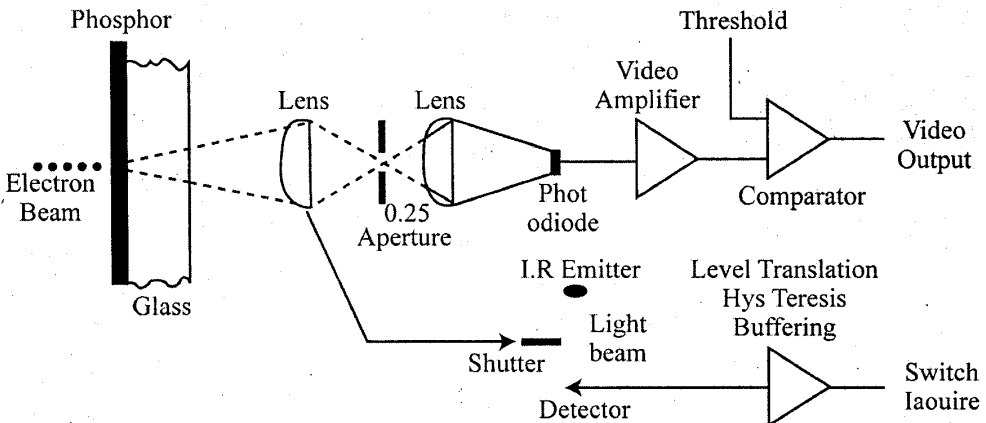 Phosphor
Threshold
Video
Amplifier
Lens
Lens
Video
Output
Electron
Beam
Comparator
Phot
odiode
0.25
Aperture
Glass
I.R Emitter
Level Translation
Hys Teresis
Buffering
Light
beam
Shutter
Switch
Iaouire
Detector